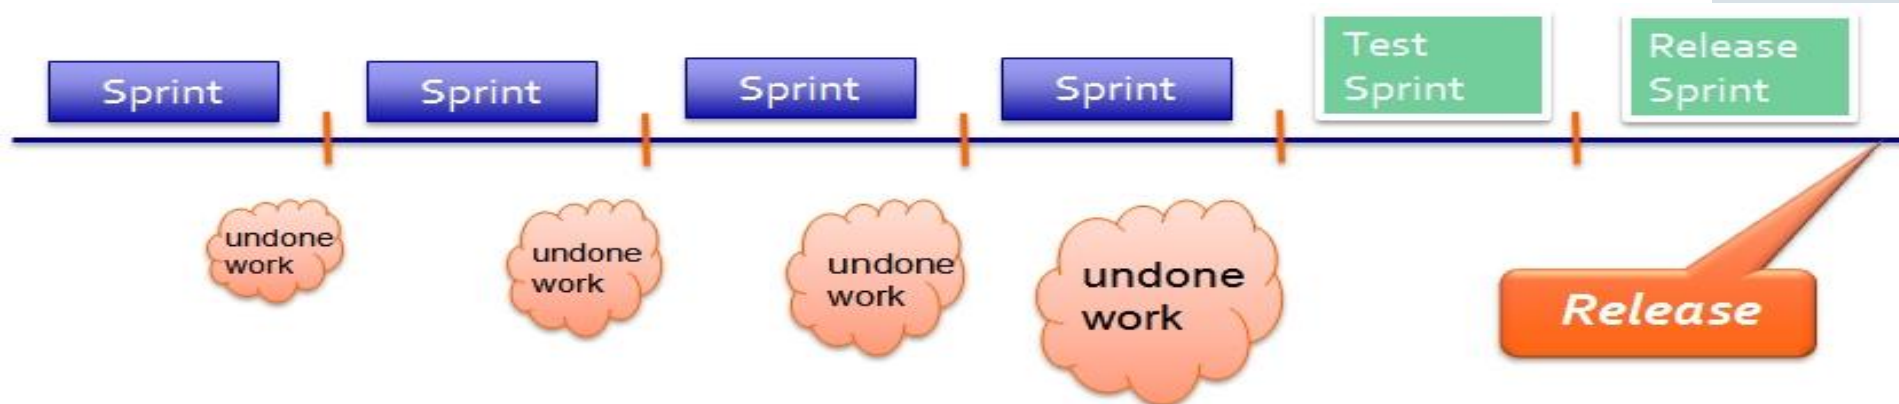 Sprint
Sprint
Sprint
Sprint
Test
Sprint
Release
Sprint
undone
work
undone
work
undone
work
undone
work
Release